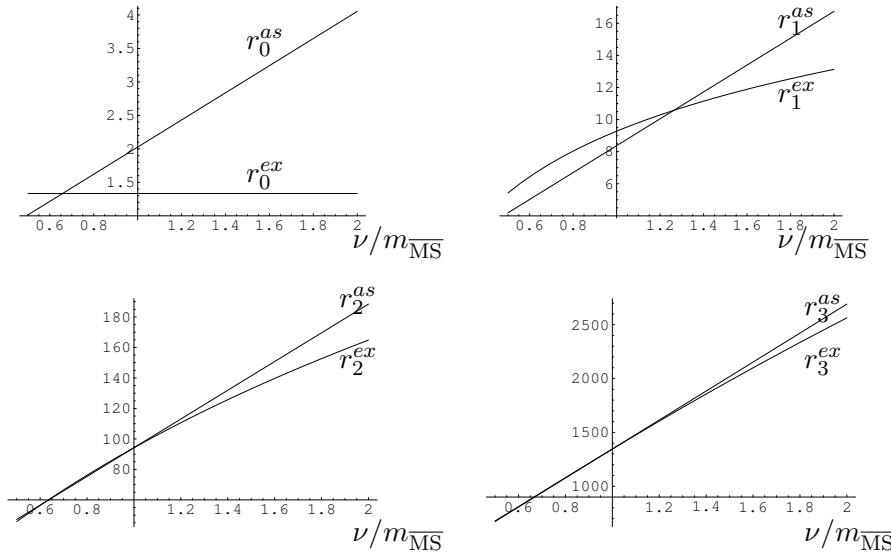 4
3.5
3
2.5
2
1.5
r_0^{as}
r_0^{ex}
0.6 0.8 1.2 1.4 1.6 1.8 2
ν/m_{\overline{MS}}
16
14
12
10
8
6
r_1^{as}
r_1^{ex}
0.6 0.8 1.2 1.4 1.6 1.8 2
ν/m_{\overline{MS}}
180
160
140
120
100
80
r_2^{as}
r_2^{ex}
0.6 0.8 1.2 1.4 1.6 1.8 2
ν/m_{\overline{MS}}
2500
2000
1500
1000
r_3^{as}
r_3^{ex}
0.6 0.8 1.2 1.4 1.6 1.8 2
ν/m_{\overline{MS}}